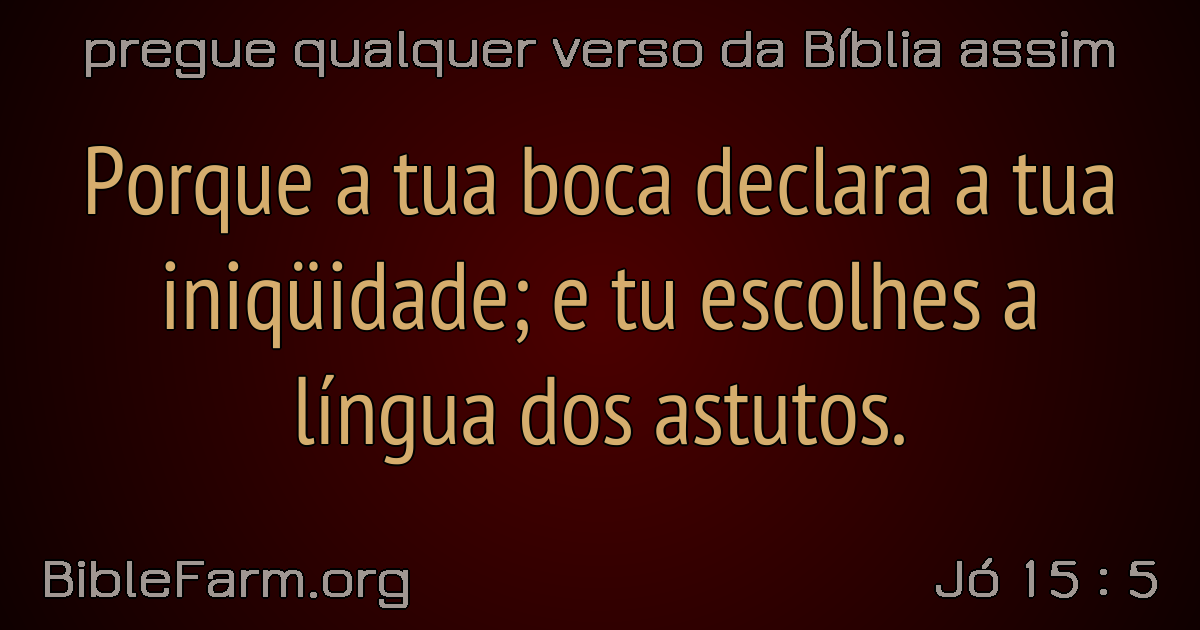 pregue qualquer verso da Bíblia assim
Porque a tua boca declara a tua
iniqüidade; e tu escolhes a
língua dos astutos.
BibleFarm.org
Jó 15 : 5